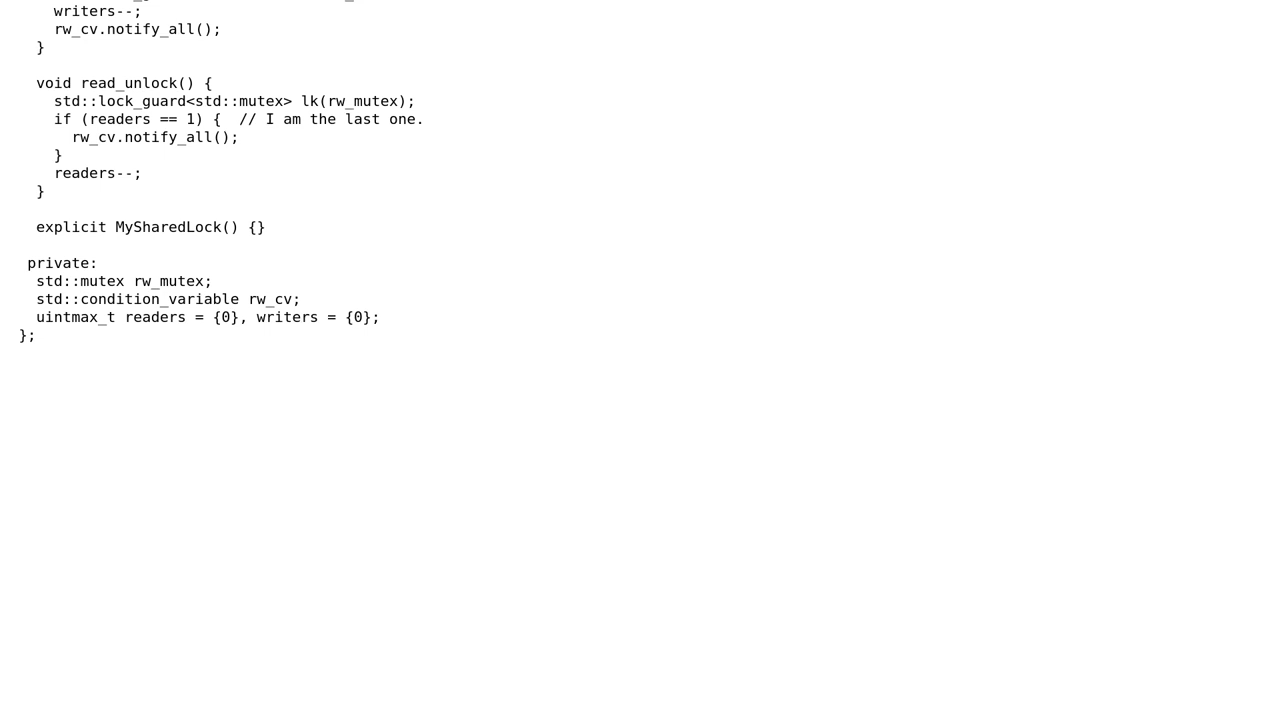 writers--;
rw_cv.notify_all();
}
void read_unlock() {
std::lock_guard<std::mutex> lk(rw_mutex);
if (readers == 1) {  // I am the last one.
rw_cv.notify_all();
}
readers--;
}
explicit MySharedLock() {}
private:
std::mutex rw_mutex;
std::condition_variable rw_cv;
uintmax_t readers = {0}, writers = {0};
};